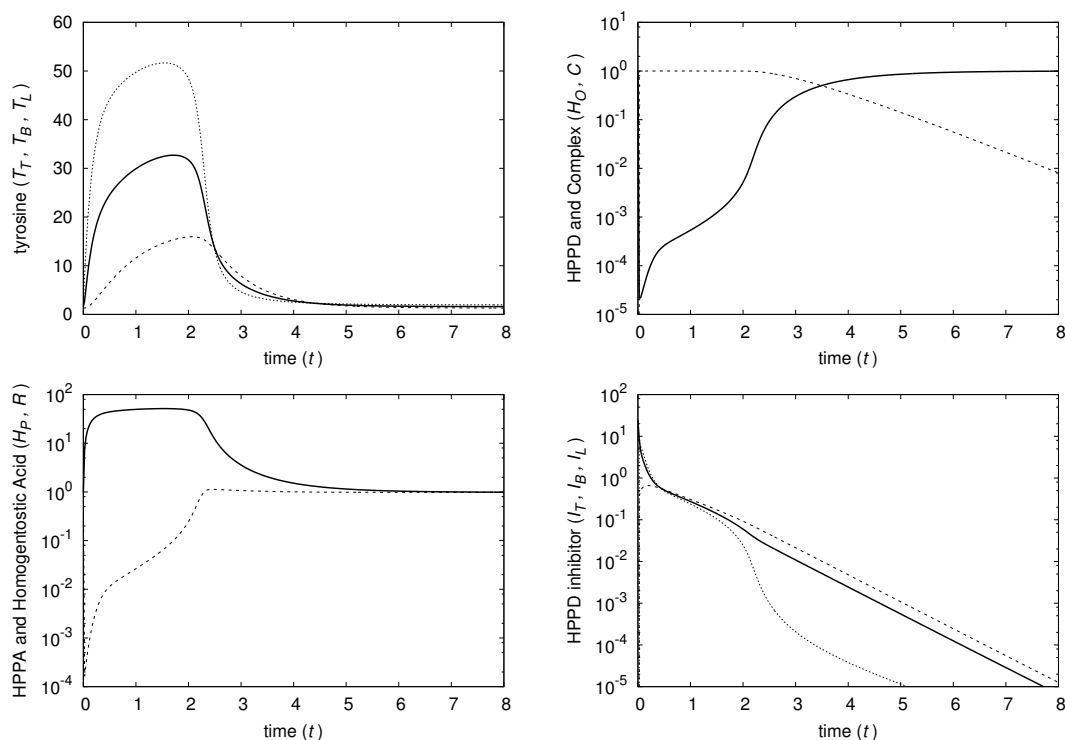 tyrosine (T_T, T_B, T_L)
60
50
40
30
20
10
0
0 1 2 3 4 5 6 7 8
time (t)
HPPD and Complex (H_O, C)
10^1
10^0
10^-1
10^-2
10^-3
10^-4
10^-5
0 1 2 3 4 5 6 7 8
time (t)
HPPA and Homogentostic Acid (H_P, R)
10^2
10^1
10^0
10^-1
10^-2
10^-3
10^-4
0 1 2 3 4 5 6 7 8
time (t)
HPPD inhibitor (I_T, I_B, I_L)
10^2
10^1
10^0
10^-1
10^-2
10^-3
10^-4
10^-5
0 1 2 3 4 5 6 7 8
time (t)